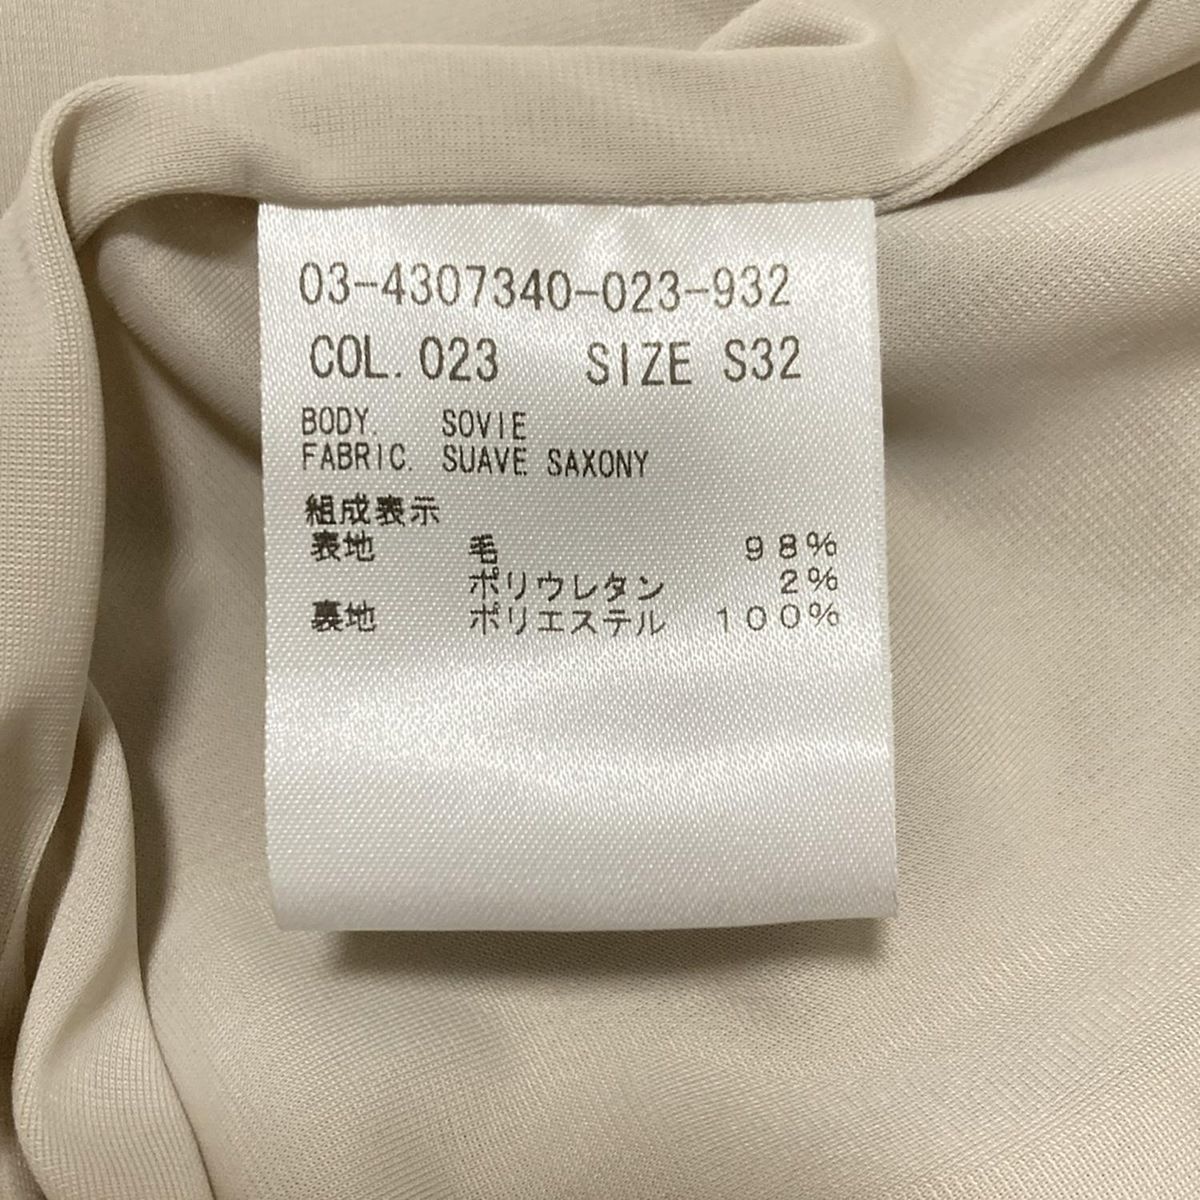 03-4307340-023-932
COL. 023 SIZE S32
BODY. SOVIE
FABRIC. SUAVE SAXONY
組成表示
表地 毛 98%
ポリウレタン 2%
裏地 ポリエステル 100%